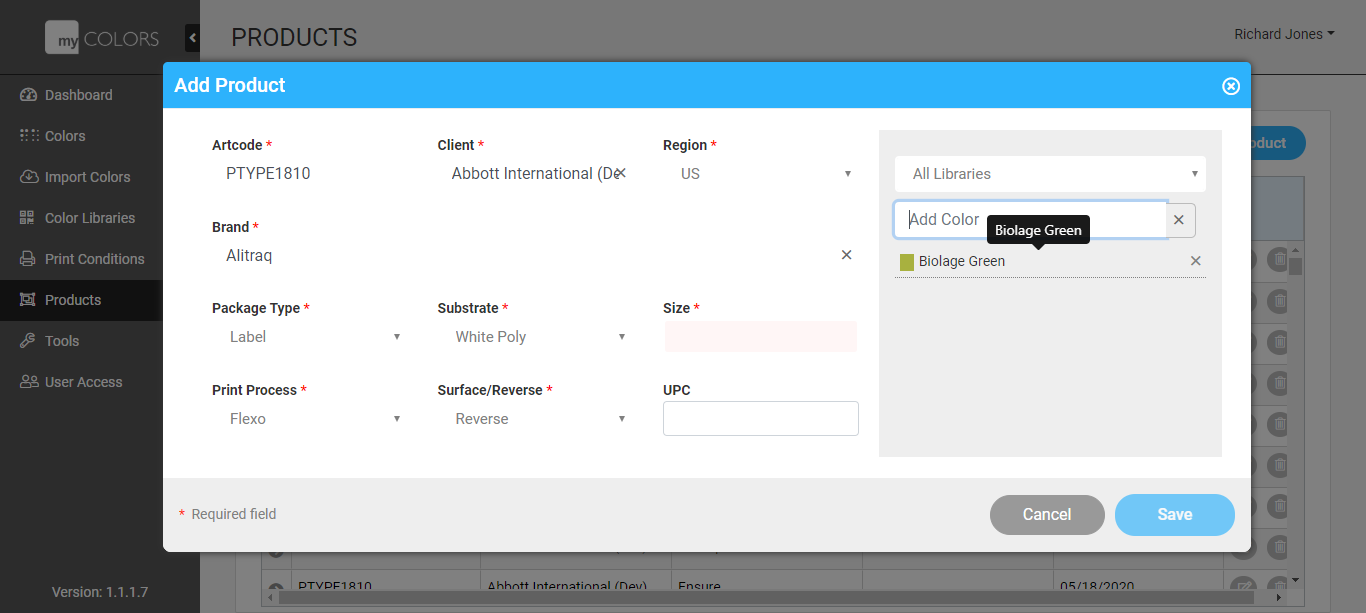 my COLORS
PRODUCTS
Richard Jones
Dashboard
Colors
Import Colors
Color Libraries
Print Conditions
Products
Tools
User Access
Version: 1.1.1.7
Add Product
Artcode *
PTYPE1810
Client *
Abbott International (De
Region *
US
Brand *
Alitraq
Package Type *
Label
Substrate *
White Poly
Size *
Print Process *
Flexo
Surface/Reverse *
Reverse
UPC
All Libraries
Add Color
Biolage Green
Biolage Green
* Required field
Cancel
Save
oduct
PTYPE1810 Abbott International (Dev) Ensure 05/18/2020